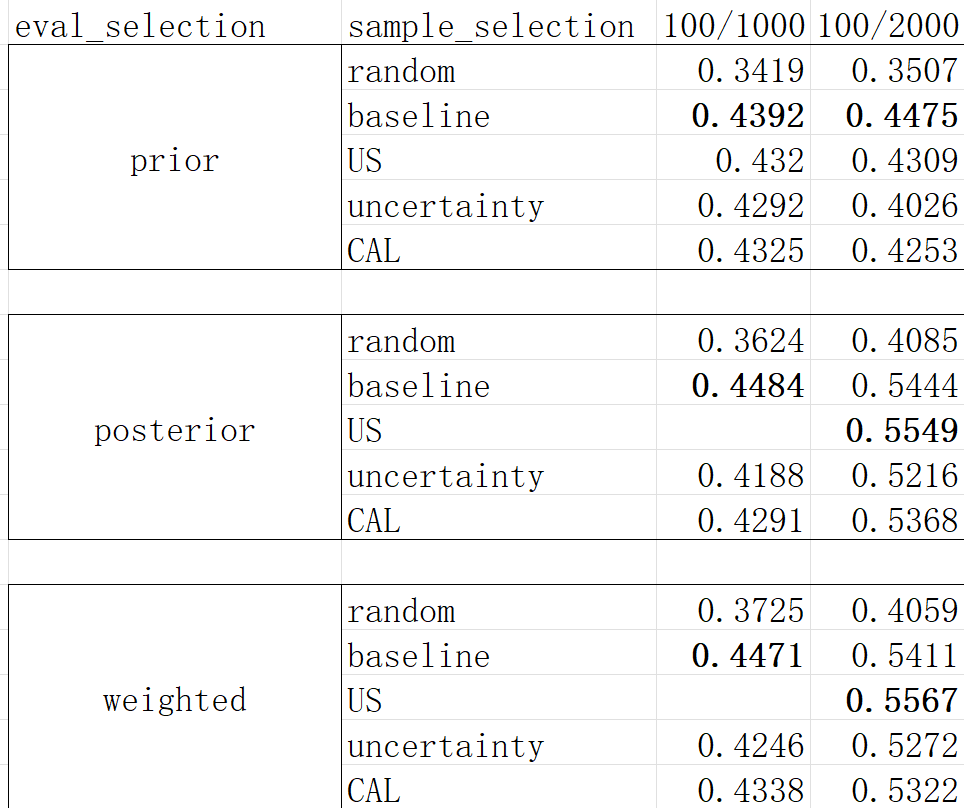 eval_selection sample_selection 100/1000 100/2000
random 0.3419 0.3507
baseline 0.4392 0.4475
prior US 0.432 0.4309
uncertainty 0.4292 0.4026
CAL 0.4325 0.4253
random 0.3624 0.4085
baseline 0.4484 0.5444
posterior US 0.5549
uncertainty 0.4188 0.5216
CAL 0.4291 0.5368
random 0.3725 0.4059
baseline 0.4471 0.5411
weighted US 0.5567
uncertainty 0.4246 0.5272
CAL 0.4338 0.5322